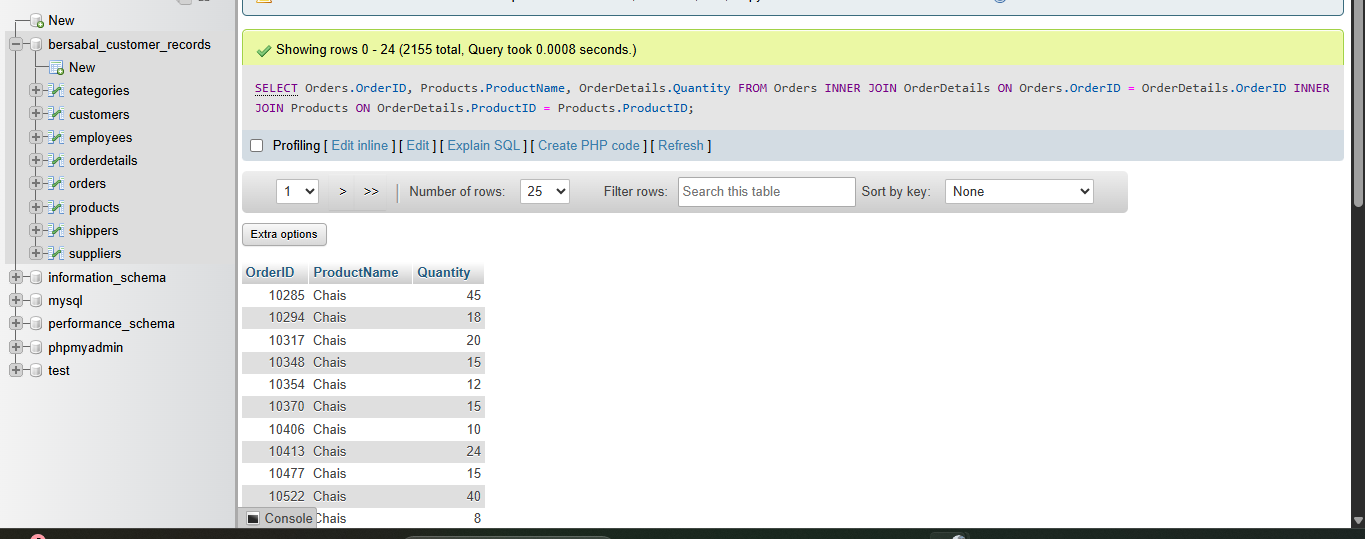 New
bersabal_customer_records
New
categories
customers
employees
orderdetails
orders
products
shippers
suppliers
information_schema
mysql
performance_schema
phpmyadmin
test
Showing rows 0 - 24 (2155 total, Query took 0.0008 seconds.)
SELECT Orders.OrderID, Products.ProductName, OrderDetails.Quantity FROM Orders INNER JOIN OrderDetails ON Orders.OrderID = OrderDetails.OrderID INNER
JOIN Products ON OrderDetails.ProductID = Products.ProductID;
Profiling [ Edit inline ] [ Edit ] [ Explain SQL ] [ Create PHP code ] [ Refresh ]
1 > >> Number of rows: 25 Filter rows: Search this table Sort by key: None
Extra options
OrderID ProductName Quantity
10285 Chais 45
10294 Chais 18
10317 Chais 20
10348 Chais 15
10354 Chais 12
10370 Chais 15
10406 Chais 10
10413 Chais 24
10477 Chais 15
10522 Chais 40
Console Chais 8